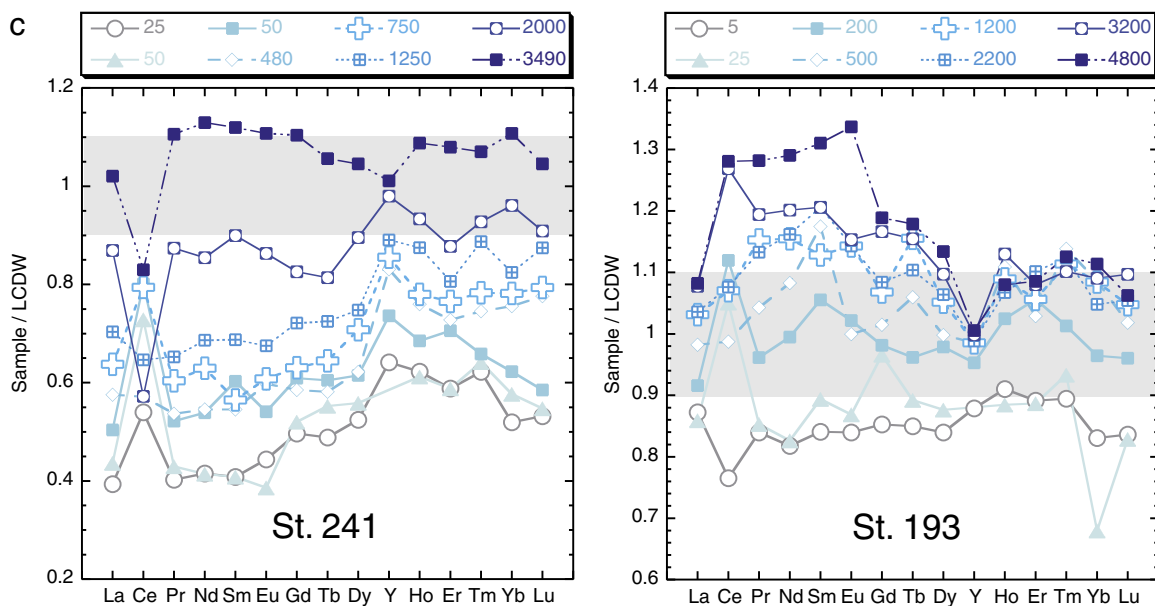 C
25 50 750 2000
50 480 1250 3490
5 200 1200 3200
25 500 2200 4800
Sample / LCDW
1.2
1
0.8
0.6
0.4
0.2
St. 241
La Ce Pr Nd Sm Eu Gd Tb Dy Y Ho Er Tm Yb Lu
Sample / LCDW
1.4
1.3
1.2
1.1
1
0.9
0.8
0.7
0.6
St. 193
La Ce Pr Nd Sm Eu Gd Tb Dy Y Ho Er Tm Yb Lu